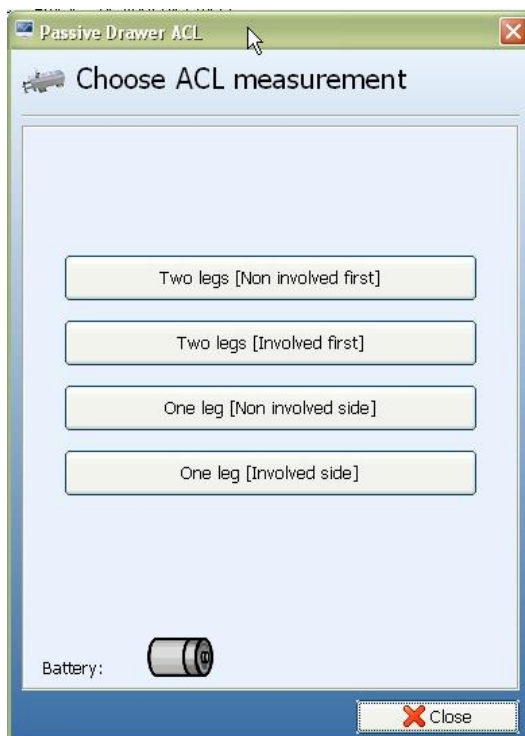 Passive Drawer ACL
Choose ACL measurement
Two legs [Non involved first]
Two legs [Involved first]
One leg [Non involved side]
One leg [Involved side]
Battery:
Close